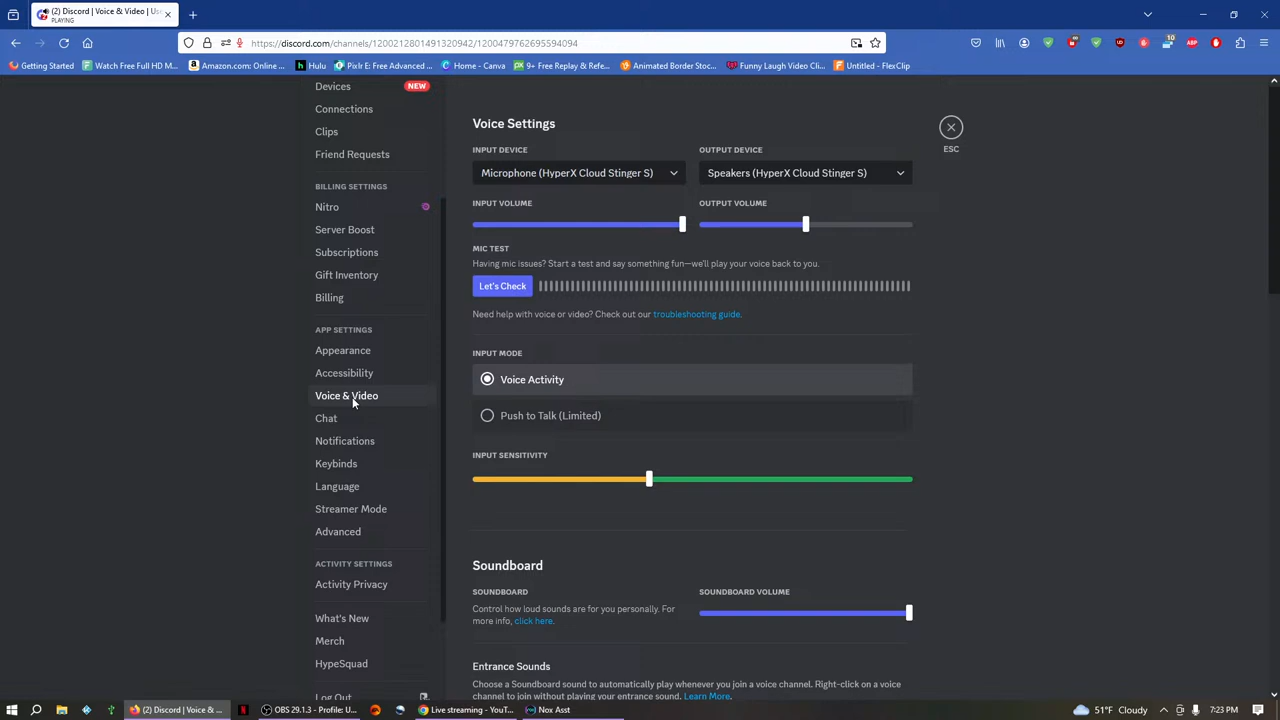 (2) Discord | Voice & Video | Us
PLAYING
https://discord.com/channels/1200212801491320942/1200479762695594094
Getting Started
Watch Free Full HD M...
Amazon.com: Online ...
Hulu
Pixlr E: Free Advanced ...
Home - Canva
9+ Free Replay & Refe...
Animated Border Stoc...
Funny Laugh Video Cli...
Untitled - FlexClip
Devices
NEW
Connections
Clips
Friend Requests
BILLING SETTINGS
Nitro
Server Boost
Subscriptions
Gift Inventory
Billing
APP SETTINGS
Appearance
Accessibility
Voice & Video
Chat
Notifications
Keybinds
Language
Streamer Mode
Advanced
ACTIVITY SETTINGS
Activity Privacy
What's New
Merch
HypeSquad
Log Out
Voice Settings
ESC
INPUT DEVICE
OUTPUT DEVICE
Microphone (HyperX Cloud Stinger S)
Speakers (HyperX Cloud Stinger S)
INPUT VOLUME
OUTPUT VOLUME
MIC TEST
Having mic issues? Start a test and say something fun—we'll play your voice back to you.
Let's Check
Need help with voice or video? Check out our troubleshooting guide.
INPUT MODE
Voice Activity
Push to Talk (Limited)
INPUT SENSITIVITY
Soundboard
SOUNDBOARD
SOUNDBOARD VOLUME
Control how loud sounds are for you personally. For
more info, click here.
Entrance Sounds
Choose a Soundboard sound to automatically play whenever you join a voice channel. Right-click on a voice
channel to join without playing your entrance sound. Learn More.
(2) Discord | Voice & ...
OBS 29.1.3 - Profile: U...
Live streaming - YouT...
Nox Asst
51°F Cloudy
7:23 PM